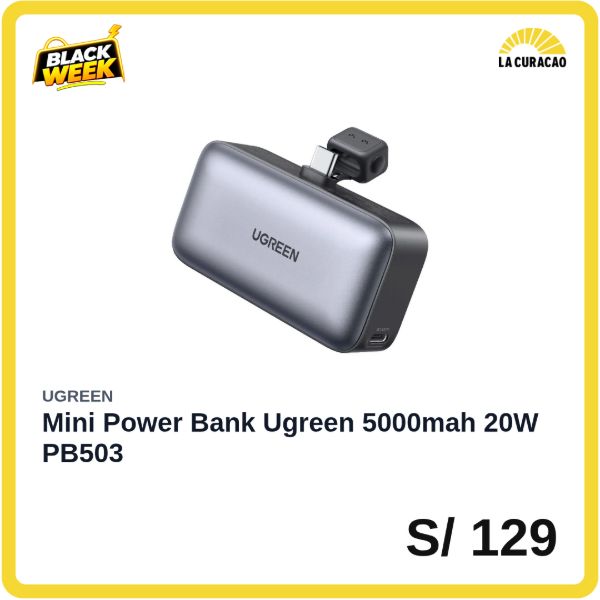 BLACK
WEEK
LA CURACAO
UGREEN
UGREEN
Mini Power Bank Ugreen 5000mah 20W
PB503
S/ 129